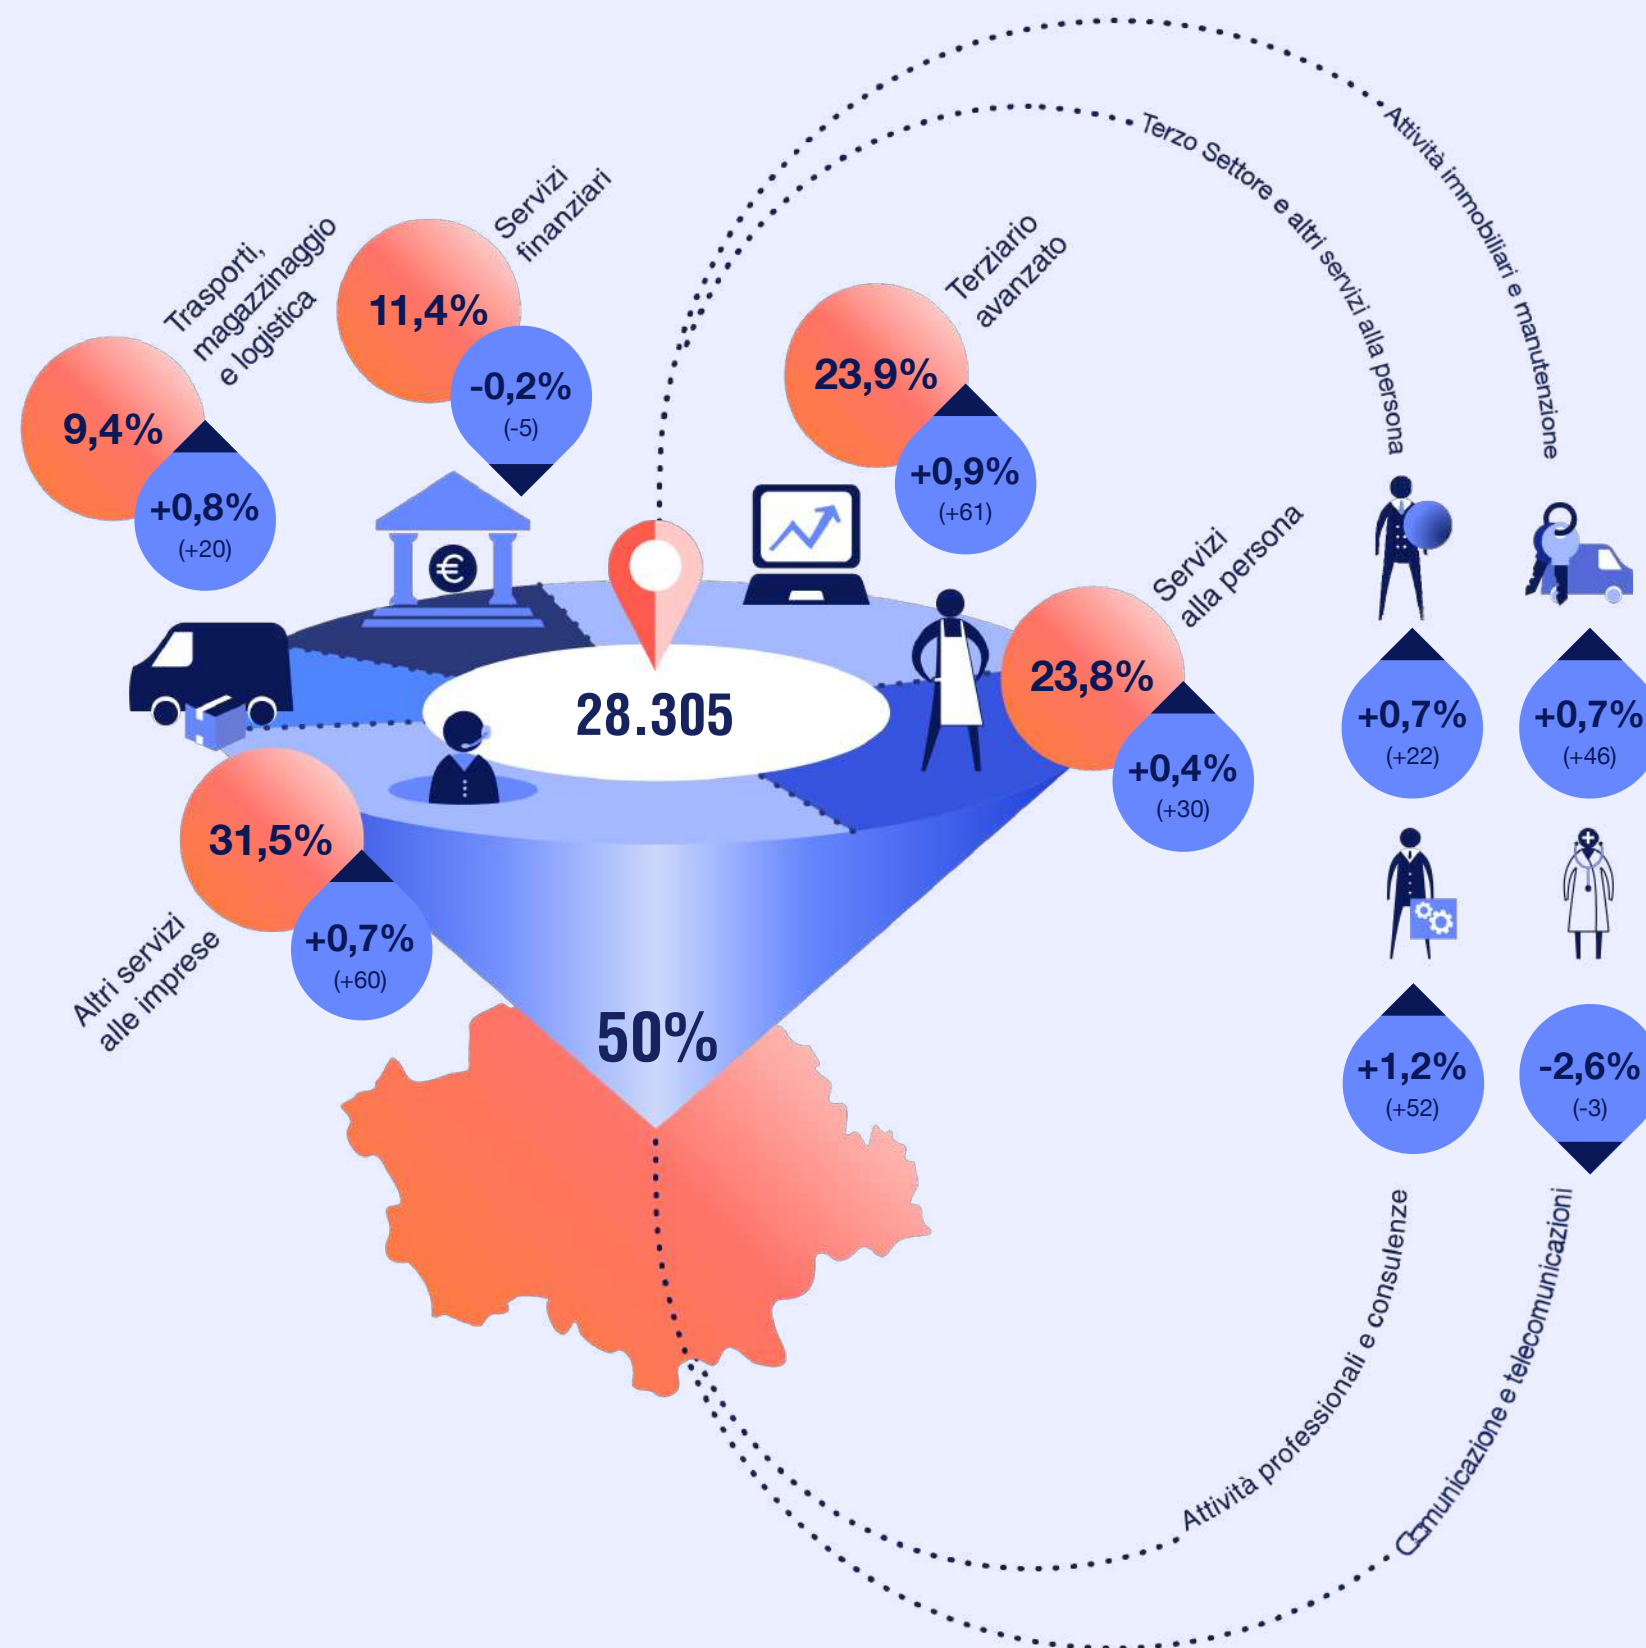 Attività immobiliari e manutenzione
Terzo Settore e altri servizi alla persona
Servizi
finanziari
11,4%
-0,2%
(-5)
Trasporti,
magazzinaggio
e logistica
9,4%
+0,8%
(+20)
Terziario
avanzato
23,9%
+0,9%
(+61)
Servizi
alla persona
23,8%
+0,4%
(+30)
€
28.305
31,5%
+0,7%
(+60)
Altri servizi
alle imprese
50%
+0,7%
(+22)
+0,7%
(+46)
+1,2%
(+52)
-2,6%
(-3)
Attività professionali e consulenze
Comunicazione e telecomunicazioni